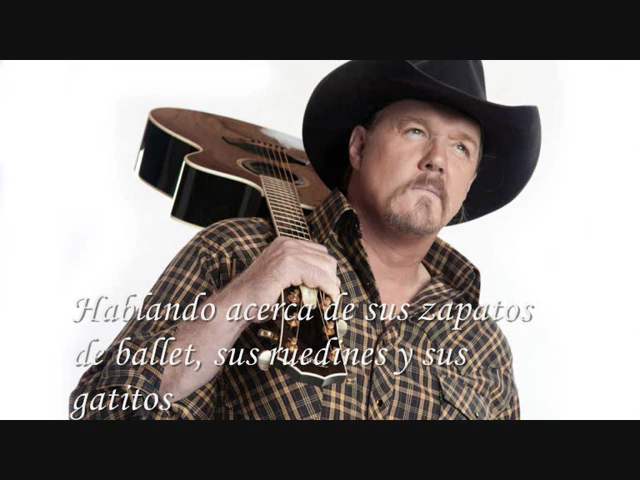 Hablando acerca de sus zapatos
de ballet, sus ruedines y sus
gatitos